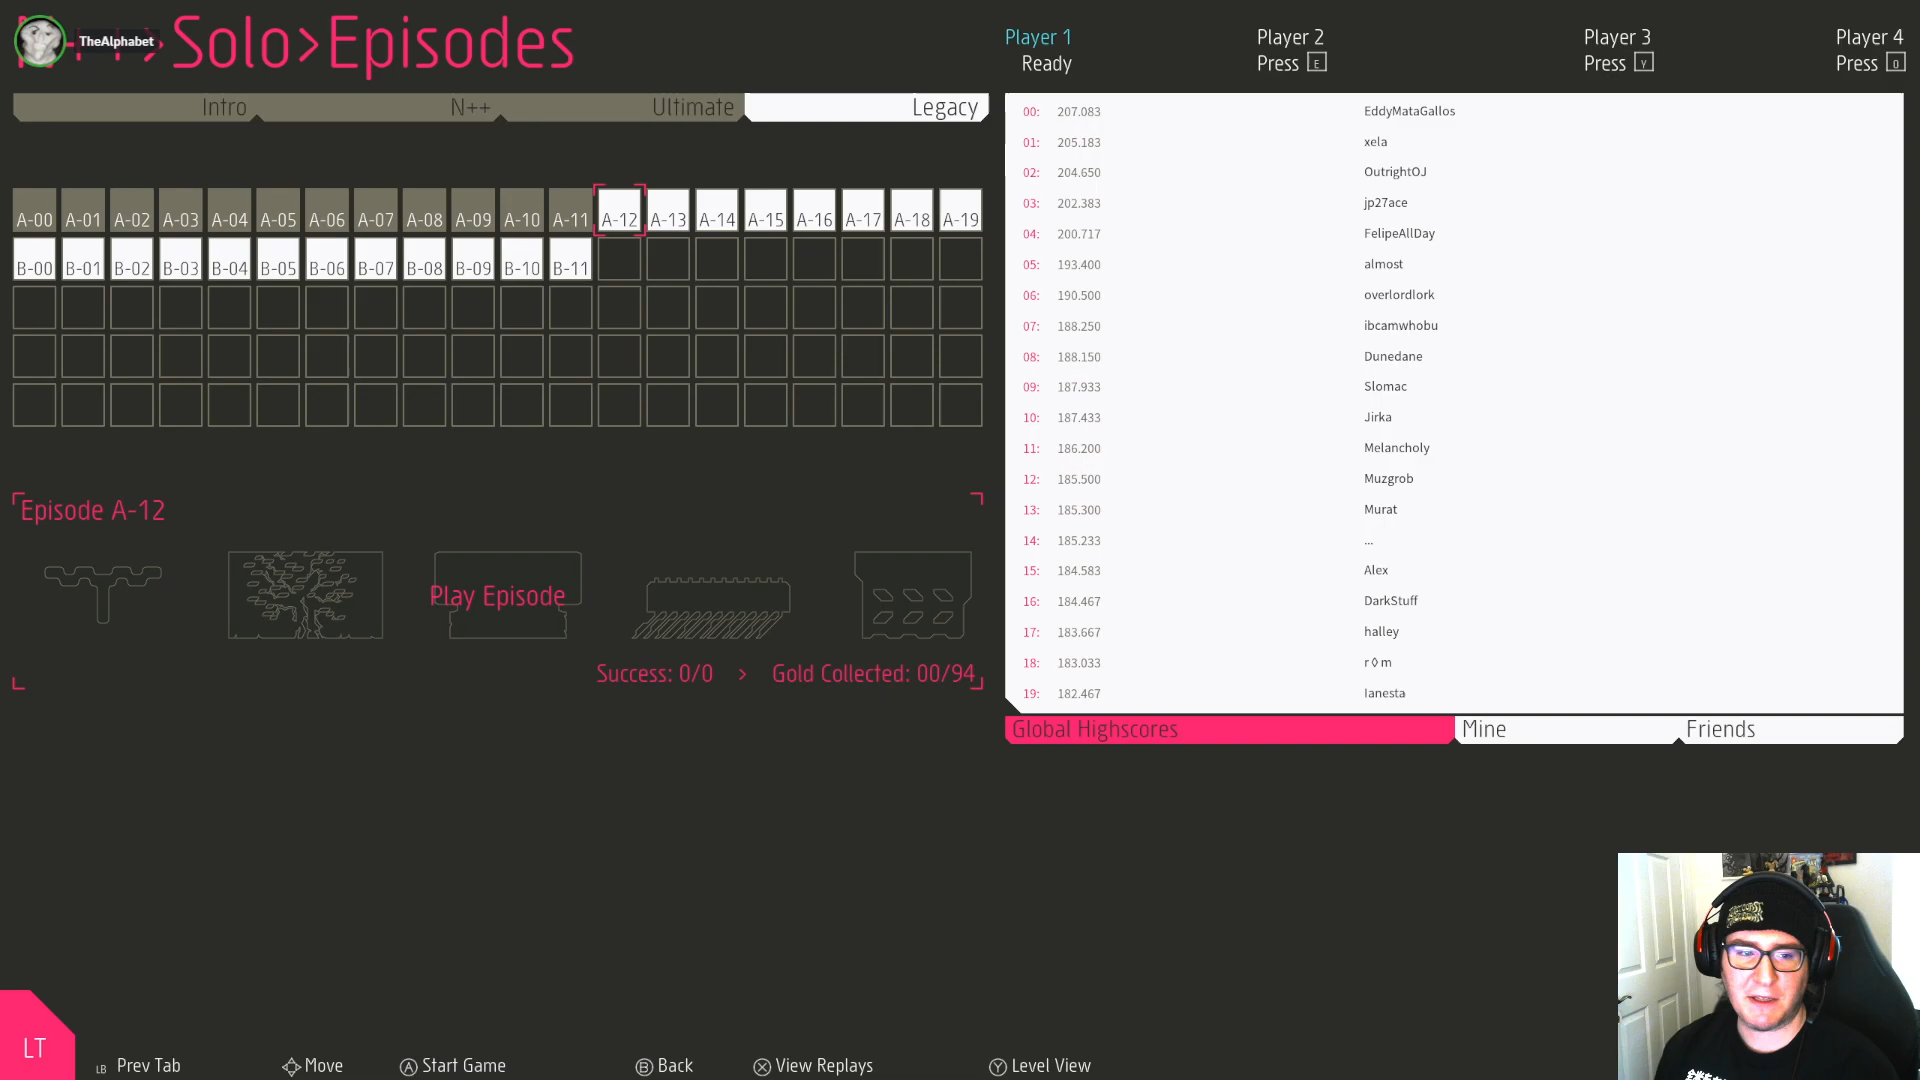 TheAlphabet
>Solo>Episodes
Player 1
Ready
Player 2
Press E
Player 3
Press Y
Player 4
Press O
Intro
N++
Ultimate
Legacy
A-00 A-01 A-02 A-03 A-04 A-05 A-06 A-07 A-08 A-09 A-10 A-11 A-12 A-13 A-14 A-15 A-16 A-17 A-18 A-19
B-00 B-01 B-02 B-03 B-04 B-05 B-06 B-07 B-08 B-09 B-10 B-11
Episode A-12
Play Episode
Success: 0/0 > Gold Collected: 00/94
00: 207.083 EddyMataGallos
01: 205.183 xela
02: 204.650 OutrightOJ
03: 202.383 jp27ace
04: 200.717 FelipeAllDay
05: 193.400 almost
06: 190.500 overlordlork
07: 188.250 ibcamwhobu
08: 188.150 Dunedane
09: 187.933 Slomac
10: 187.433 Jirka
11: 186.200 Melancholy
12: 185.500 Muzgrob
13: 185.300 Murat
14: 185.233 ...
15: 184.583 Alex
16: 184.467 DarkStuff
17: 183.667 halley
18: 183.033 r◊m
19: 182.467 Ianesta
Global Highscores
Mine
Friends
LT
LB Prev Tab
Move
A Start Game
B Back
X View Replays
Y Level View